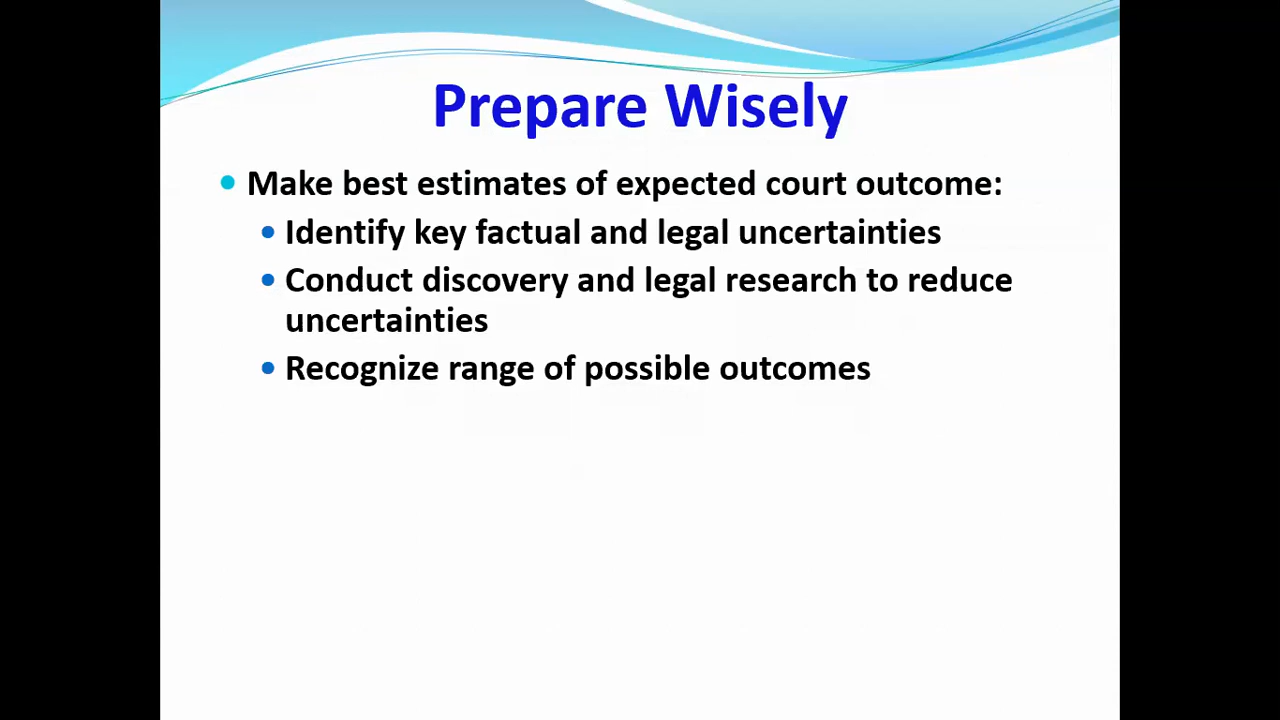 Prepare Wisely
• Make best estimates of expected court outcome:
• Identify key factual and legal uncertainties
• Conduct discovery and legal research to reduce
uncertainties
• Recognize range of possible outcomes